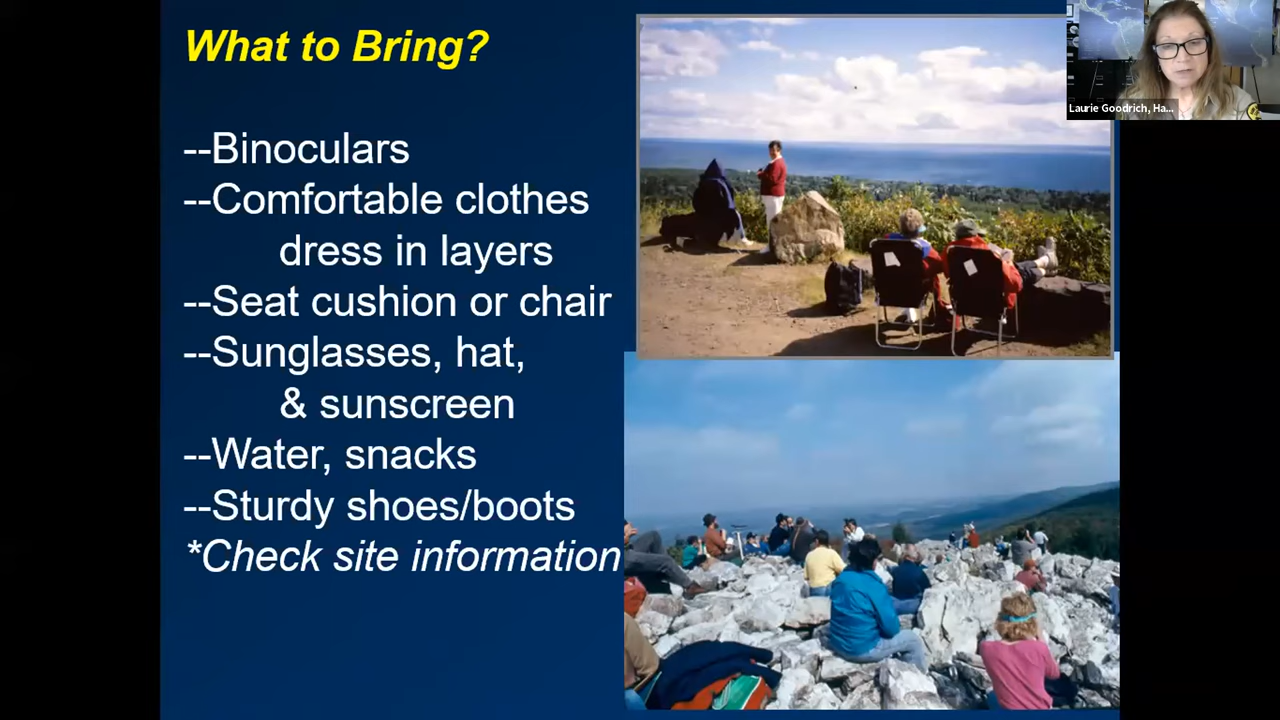 What to Bring?
--Binoculars
--Comfortable clothes
dress in layers
--Seat cushion or chair
--Sunglasses, hat,
& sunscreen
--Water, snacks
--Sturdy shoes/boots
*Check site information
Laurie Goodrich, Ha...